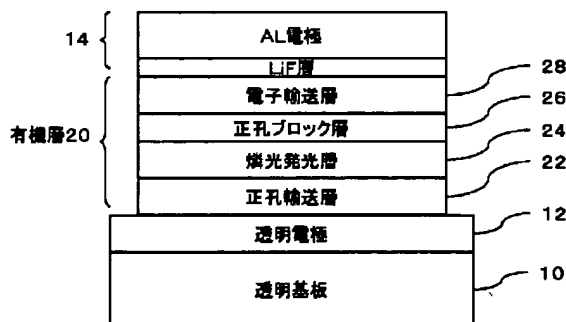 14
AL電極
LiF層
電子輸送層
28
正孔ブロック層
26
有機層20
燐光発光層
24
正孔輸送層
22
透明電極
12
透明基板
10